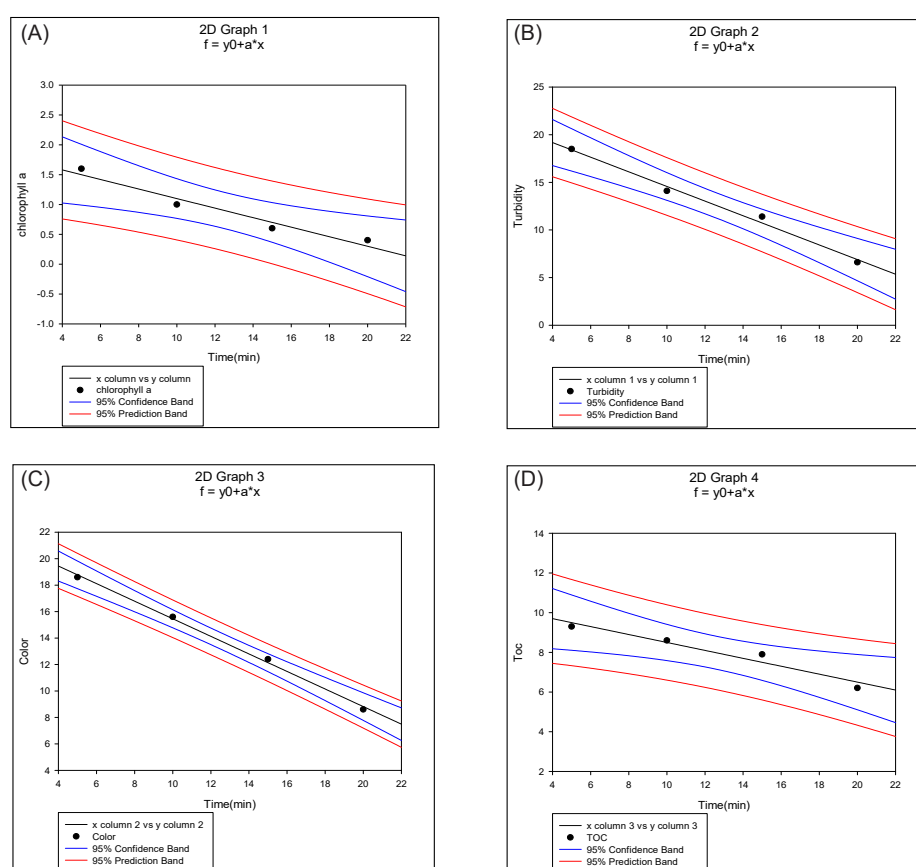 (A)
2D Graph 1
f = y0+a*x
3.0
2.5
2.0
1.5
1.0
0.5
0.0
-0.5
-1.0
chlorophyll a
4 6 8 10 12 14 16 18 20 22
Time(min)
x column vs y column
chlorophyll a
95% Confidence Band
95% Prediction Band
(B)
2D Graph 2
f = y0+a*x
25
20
15
10
5
0
Turbidity
4 6 8 10 12 14 16 18 20 22
Time(min)
x column 1 vs y column 1
Turbidity
95% Confidence Band
95% Prediction Band
(C)
2D Graph 3
f = y0+a*x
22
20
18
16
14
12
10
8
6
4
Color
4 6 8 10 12 14 16 18 20 22
Time(min)
x column 2 vs y column 2
Color
95% Confidence Band
95% Prediction Band
(D)
2D Graph 4
f = y0+a*x
14
12
10
8
6
4
2
Toc
4 6 8 10 12 14 16 18 20 22
Time(min)
x column 3 vs y column 3
TOC
95% Confidence Band
95% Prediction Band